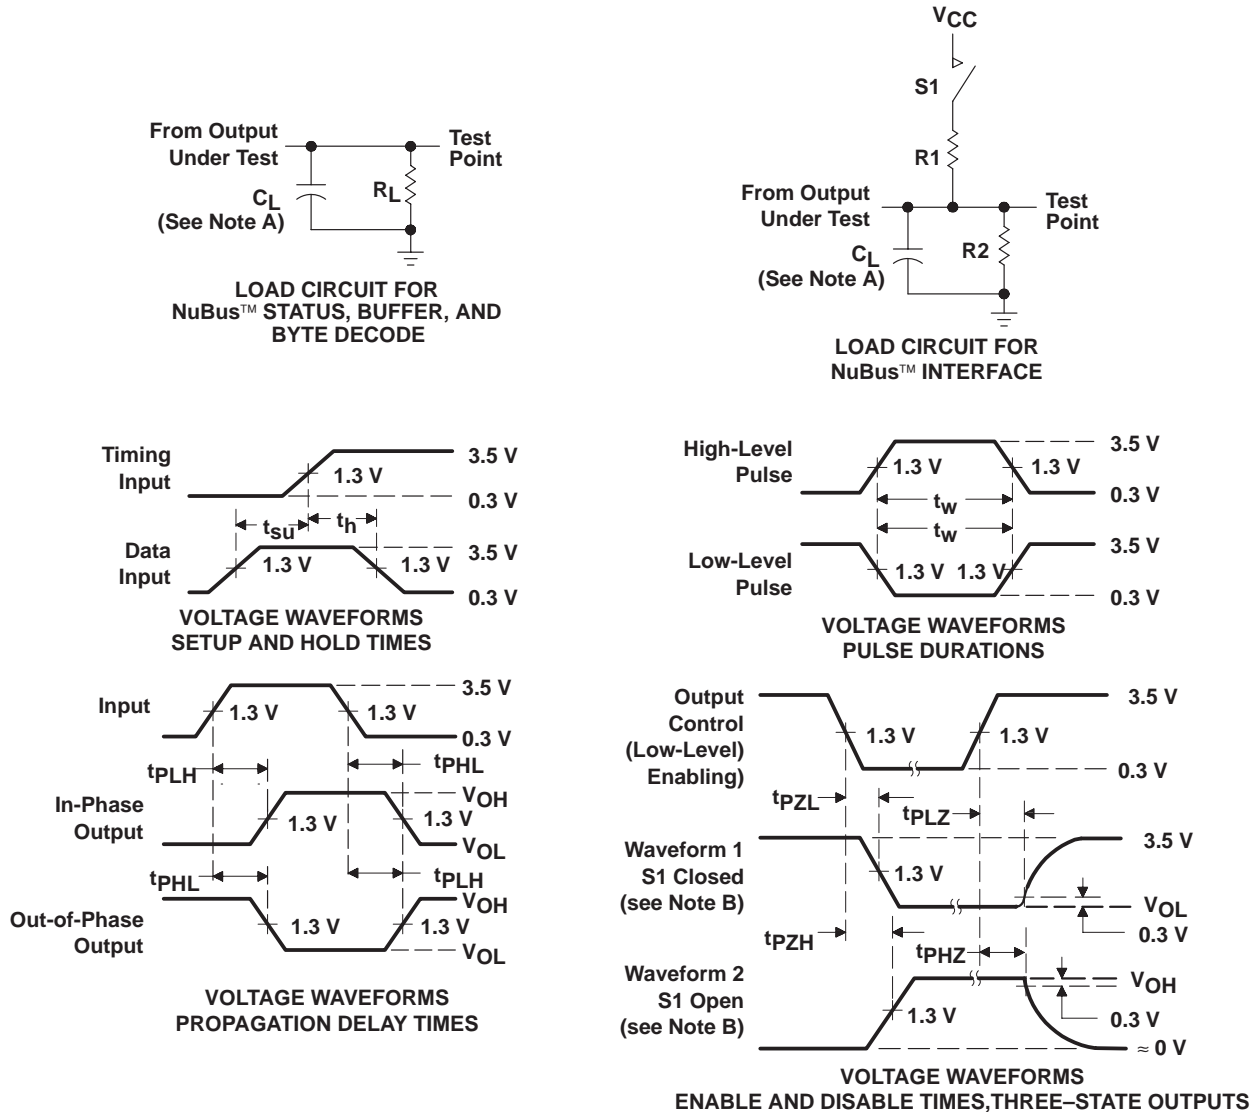 From Output
Under Test
Test
Point
CL
(See Note A)
RL
LOAD CIRCUIT FOR
NuBus™ STATUS, BUFFER, AND
BYTE DECODE
VCC
S1
R1
From Output
Under Test
Test
Point
CL
(See Note A)
R2
LOAD CIRCUIT FOR
NuBus™ INTERFACE
Timing
Input
1.3 V
3.5 V
0.3 V
tsu
th
Data
Input
1.3 V
1.3 V
3.5 V
0.3 V
VOLTAGE WAVEFORMS
SETUP AND HOLD TIMES
High-Level
Pulse
1.3 V
1.3 V
3.5 V
0.3 V
tw
tw
Low-Level
Pulse
1.3 V
1.3 V
3.5 V
0.3 V
VOLTAGE WAVEFORMS
PULSE DURATIONS
Input
1.3 V
1.3 V
3.5 V
0.3 V
tPLH
tPHL
In-Phase
Output
1.3 V
1.3 V
VOH
VOL
tPHL
tPLH
Out-of-Phase
Output
1.3 V
1.3 V
VOH
VOL
VOLTAGE WAVEFORMS
PROPAGATION DELAY TIMES
Output
Control
(Low-Level)
Enabling)
1.3 V
1.3 V
3.5 V
0.3 V
tPZL
tPLZ
Waveform 1
S1 Closed
(see Note B)
1.3 V
3.5 V
VOL
0.3 V
tPZH
tPHZ
Waveform 2
S1 Open
(see Note B)
1.3 V
VOH
0.3 V
≈ 0 V
VOLTAGE WAVEFORMS
ENABLE AND DISABLE TIMES,THREE–STATE OUTPUTS